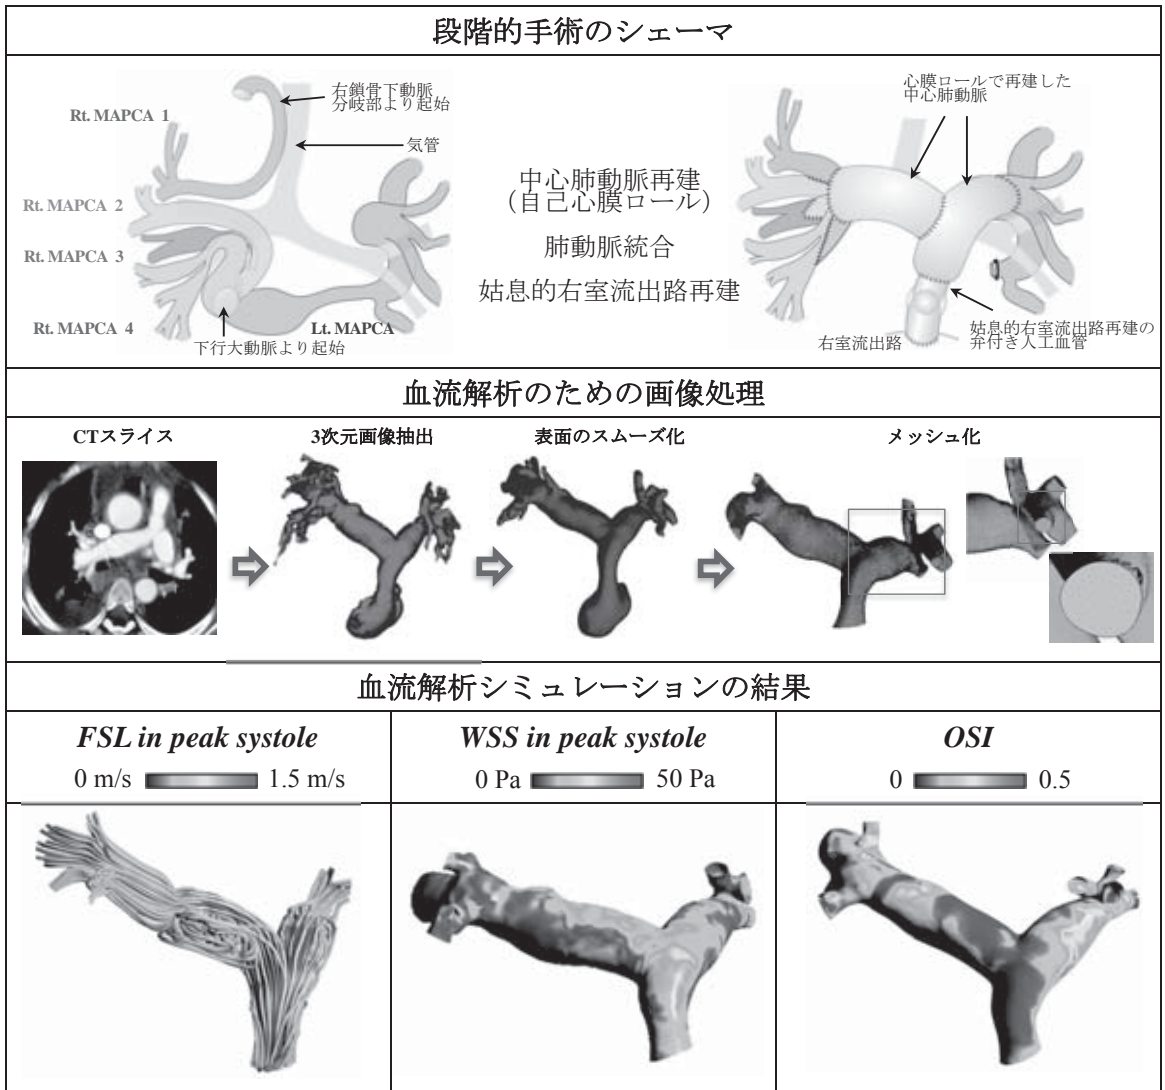 段階的手術のシェーマ
Rt. MAPCA 1
右鎖骨下動脈
分岐部より起始
気管
Rt. MAPCA 2
Rt. MAPCA 3
Rt. MAPCA 4
Lt. MAPCA
下行大動脈より起始
中心肺動脈再建
（自己心膜ロール）
肺動脈統合
姑息的右室流出路再建
心膜ロールで再建した
中心肺動脈
右室流出路
姑息的右室流出路再建の
弁付き人工血管
血流解析のための画像処理
CTスライス
3次元画像抽出
表面のスムーズ化
メッシュ化
血流解析シミュレーションの結果
FSL in peak systole
0 m/s 1.5 m/s
WSS in peak systole
0 Pa 50 Pa
OSI
0 0.5